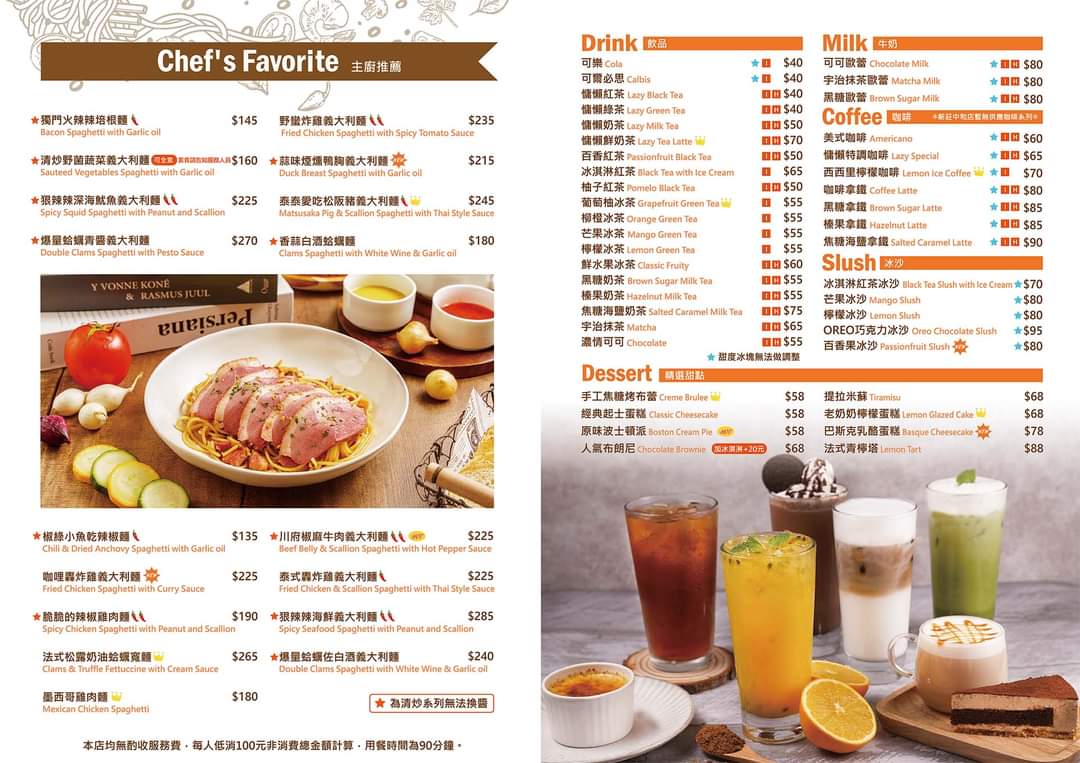 Chef's Favorite 主廚推薦
獨門火辣辣培根麵 $145
Bacon Spaghetti with Garlic oil
清炒野菌蔬菜義大利麵 可全素 素食請告知服務人員 $160
Sauteed Vegetables Spaghetti with Garlic oil
狠辣辣深海魷魚義大利麵 $225
Spicy Squid Spaghetti with Peanut and Scallion
爆量蛤蠣青醬義大利麵 $270
Double Clams Spaghetti with Pesto Sauce
野蠻炸雞義大利麵 $235
Fried Chicken Spaghetti with Spicy Tomato Sauce
蒜味煙燻鴨胸義大利麵 $215
Duck Breast Spaghetti with Garlic oil
泰泰愛吃松阪豬義大利麵 $245
Matsusaka Pig & Scallion Spaghetti with Thai Style Sauce
香蒜白酒蛤蠣麵 $180
Clams Spaghetti with White Wine & Garlic oil
Y VONNE KONÉ
& RASMUS JUUL
Persiana
椒綠小魚乾辣椒麵 $135
Chili & Dried Anchovy Spaghetti with Garlic oil
咖哩轟炸雞義大利麵 $225
Fried Chicken Spaghetti with Curry Sauce
脆脆的辣椒雞肉麵 $190
Spicy Chicken Spaghetti with Peanut and Scallion
法式松露奶油蛤蠣寬麵 $265
Clams & Truffle Fettuccine with Cream Sauce
墨西哥雞肉麵 $180
Mexican Chicken Spaghetti
川府椒麻牛肉義大利麵 $225
Beef Belly & Scallion Spaghetti with Hot Pepper Sauce
泰式轟炸雞義大利麵 $225
Fried Chicken & Scallion Spaghetti with Thai Style Sauce
狠辣辣海鮮義大利麵 $285
Spicy Seafood Spaghetti with Peanut and Scallion
爆量蛤蠣佐白酒義大利麵 $240
Double Clams Spaghetti with White Wine & Garlic oil
為清炒系列無法換醬
本店均無酌收服務費，每人低消100元非消費總金額計算，用餐時間為90分鐘。
Drink 飲品
可樂 Cola I $40
可爾必思 Calbis I $40
慵懶紅茶 Lazy Black Tea I H $40
慵懶綠茶 Lazy Green Tea I H $40
慵懶奶茶 Lazy Milk Tea I H $50
慵懶鮮奶茶 Lazy Tea Latte I H $70
百香紅茶 Passionfruit Black Tea I H $50
冰淇淋紅茶 Black Tea with Ice Cream I $65
柚子紅茶 Pomelo Black Tea I H $50
葡萄柚冰茶 Grapefruit Green Tea I $55
柳橙冰茶 Orange Green Tea I $55
芒果冰茶 Mango Green Tea I $55
檸檬冰茶 Lemon Green Tea I $55
鮮水果冰茶 Classic Fruity I H $60
黑糖奶茶 Brown Sugar Milk Tea I H $55
榛果奶茶 Hazelnut Milk Tea I H $55
焦糖海鹽奶茶 Salted Caramel Milk Tea I H $75
宇治抹茶 Matcha I H $65
濃情可可 Chocolate I H $55
甜度冰塊無法做調整
Milk 牛奶
可可歐蕾 Chocolate Milk I H $80
宇治抹茶歐蕾 Matcha Milk I H $80
黑糖歐蕾 Brown Sugar Milk I H $80
Coffee 咖啡 *新莊中和店暫無供應咖啡系列*
美式咖啡 Americano I H $60
慵懶特調咖啡 Lazy Special I H $65
西西里檸檬咖啡 Lemon Ice Coffee I $70
咖啡拿鐵 Coffee Latte I H $80
黑糖拿鐵 Brown Sugar Latte I H $85
榛果拿鐵 Hazelnut Latte I H $85
焦糖海鹽拿鐵 Salted Caramel Latte I H $90
Slush 冰沙
冰淇淋紅茶冰沙 Black Tea Slush with Ice Cream $70
芒果冰沙 Mango Slush $80
檸檬冰沙 Lemon Slush $80
OREO巧克力冰沙 Oreo Chocolate Slush $95
百香果冰沙 Passionfruit Slush $80
Dessert 精選甜點
手工焦糖烤布蕾 Creme Brulee $58
經典起士蛋糕 Classic Cheesecake $58
原味波士頓派 Boston Cream Pie $58
人氣布朗尼 Chocolate Brownie 加冰淇淋+20元 $68
提拉米蘇 Tiramisu $68
老奶奶檸檬蛋糕 Lemon Glazed Cake $68
巴斯克乳酪蛋糕 Basque Cheesecake $78
法式青檸塔 Lemon Tart $88